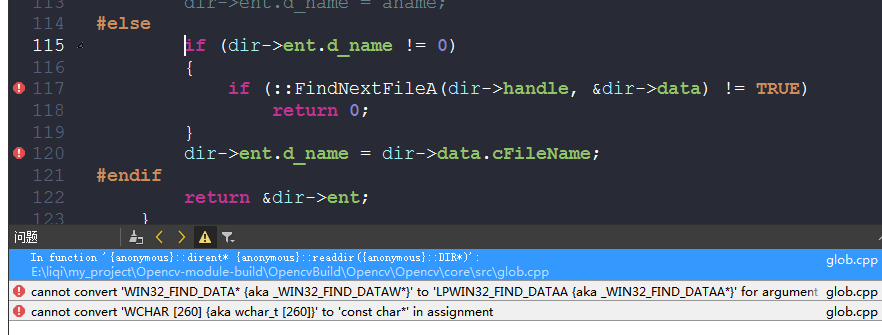 113 dir->ent.d_name = aname;
114 #else
115 if (dir->ent.d_name != 0)
116 {
117 if (::FindNextFileA(dir->handle, &dir->data) != TRUE)
118 return 0;
119 }
120 dir->ent.d_name = dir->data.cFileName;
121 #endif
122 return &dir->ent;
123 }
问题
In function '{anonymous}::dirent* {anonymous}::readdir({anonymous}::DIR*)': glob.cpp
E:\liqi\my_project\Opencv-module-build\OpencvBuild\Opencv\Opencv\core\src\glob.cpp
cannot convert 'WIN32_FIND_DATA* {aka _WIN32_FIND_DATAW*}' to 'LPWIN32_FIND_DATAA {aka _WIN32_FIND_DATAA*}' for argument glob.cpp
cannot convert 'WCHAR [260] {aka wchar_t [260]}' to 'const char*' in assignment glob.cpp